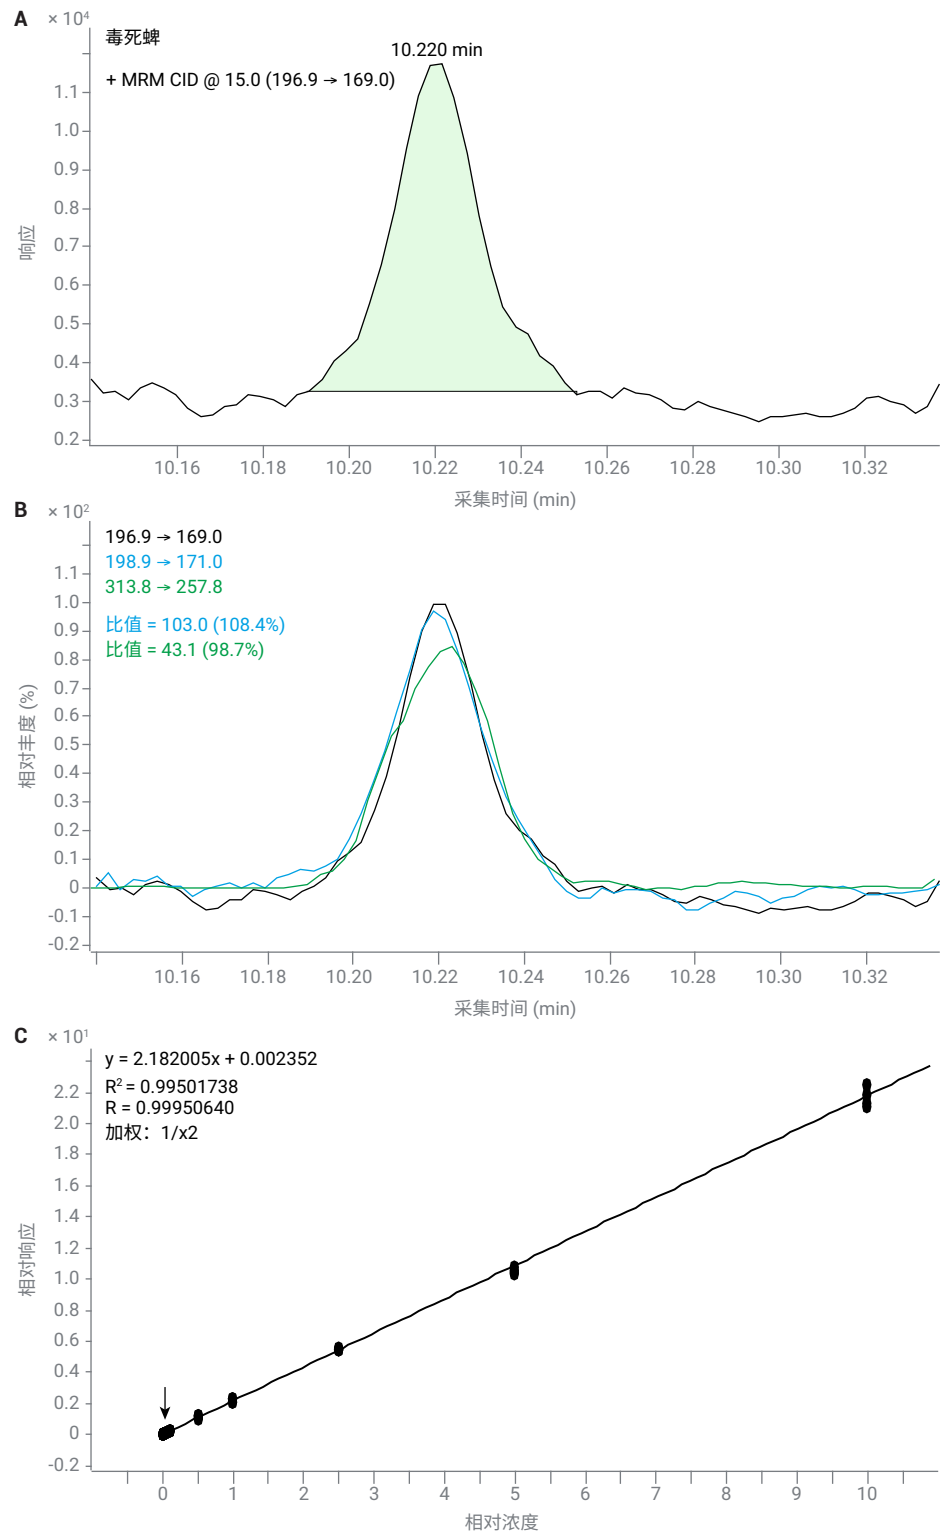 A
× 10⁴
毒死蜱
10.220 min
+ MRM CID @ 15.0 (196.9 → 169.0)
1.1
1.0
0.9
0.8
0.7
0.6
0.5
0.4
0.3
0.2
响应
10.16 10.18 10.20 10.22 10.24 10.26 10.28 10.30 10.32
采集时间 (min)
B
× 10²
196.9 → 169.0
198.9 → 171.0
313.8 → 257.8
比值 = 103.0 (108.4%)
比值 = 43.1 (98.7%)
1.1
1.0
0.9
0.8
0.7
0.6
0.5
0.4
0.3
0.2
0.1
0
-0.1
-0.2
相对丰度 (%)
10.16 10.18 10.20 10.22 10.24 10.26 10.28 10.30 10.32
采集时间 (min)
C
× 10¹
y = 2.182005x + 0.002352
R² = 0.99501738
R = 0.99950640
加权：1/x2
2.2
2.0
1.8
1.6
1.4
1.2
1.0
0.8
0.6
0.4
0.2
0
-0.2
相对响应
0 1 2 3 4 5 6 7 8 9 10
相对浓度